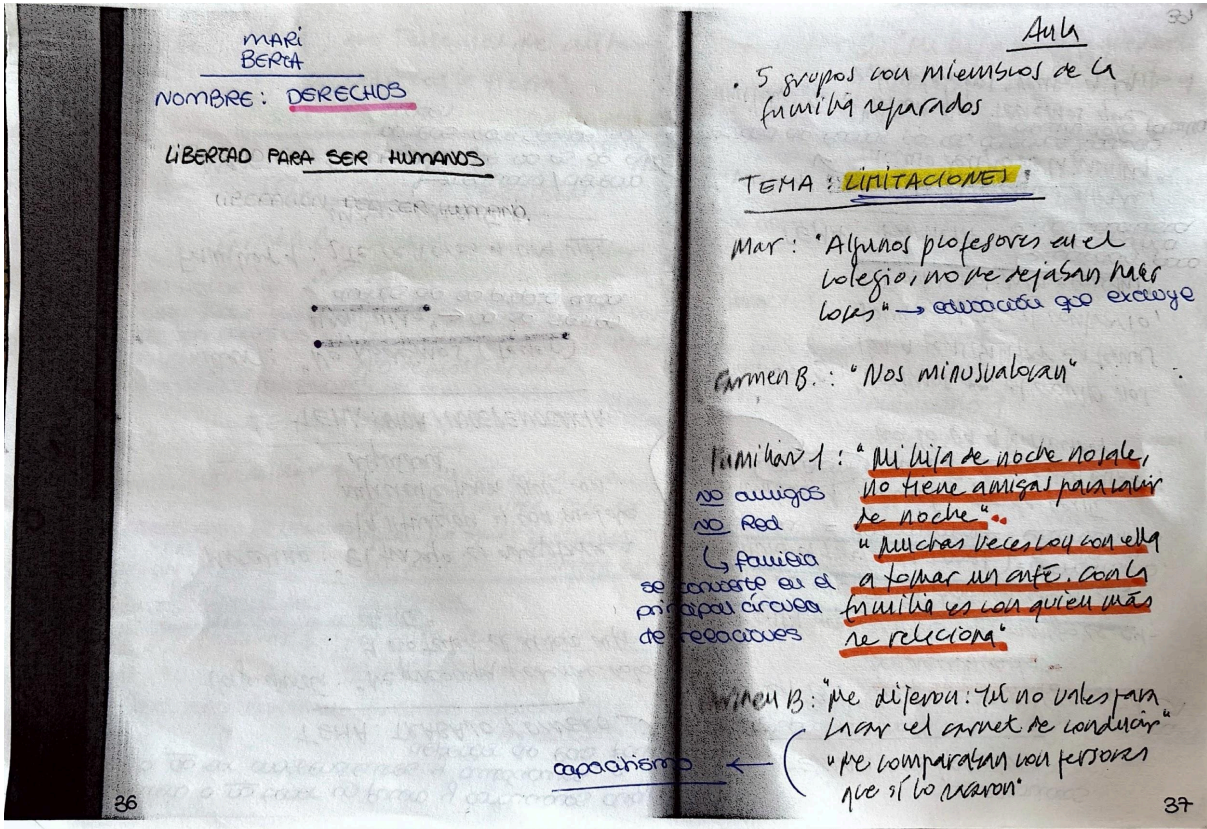 MARI
BERTA
NOMBRE: DERECHOS
LIBERTAD PARA SER HUMANOS
36
Aula
· 5 grupos con miembros de la
familia separados
TEMA: LIMITACIONES:
Mar: "Algunos profesores en el
colegio, no me dejaban hacer
cosas" → educación que excluye
Carmen B.: "Nos minusvaloran"
Familiar 1: "Mi hija de noche no sale,
no tiene amigas para salir
de noche"..
"Muchas veces voy con ella
a tomar un café. Con la
familia es con quien más
se relaciona"
no amigos
no Red
↳ familia
se convierte en el
principal círculo
de relaciones
Carmen B: "Me dijeron: Tú no vales para
sacar el carnet de conducir"
"Me comparaban con personas
que sí lo sacaron"
capacitismo ←
37